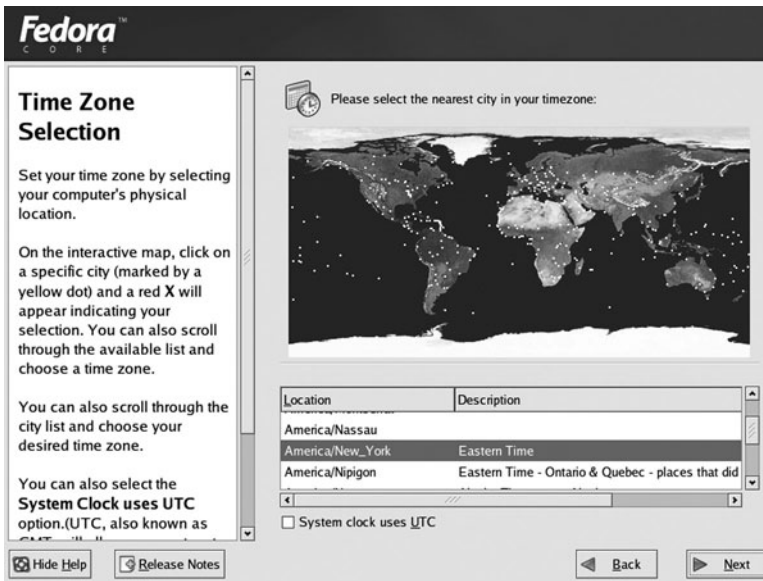 Fedora™
CORE
Time Zone
Selection
Set your time zone by selecting
your computer's physical
location.
On the interactive map, click on
a specific city (marked by a
yellow dot) and a red X will
appear indicating your
selection. You can also scroll
through the available list and
choose a time zone.
You can also scroll through the
city list and choose your
desired time zone.
You can also select the
System Clock uses UTC
option.(UTC, also known as
Please select the nearest city in your timezone:
Location Description
America/Nassau
America/New_York Eastern Time
America/Nipigon Eastern Time - Ontario & Quebec - places that did
System clock uses UTC
Hide Help Release Notes Back Next